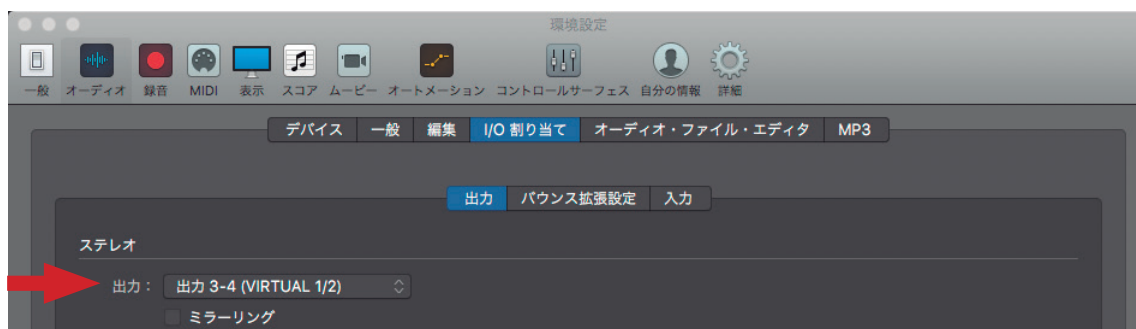 環境設定
一般 オーディオ 録音 MIDI 表示 スコア ムービー オートメーション コントロールサーフェス 自分の情報 詳細
デバイス 一般 編集 I/O 割り当て オーディオ・ファイル・エディタ MP3
出力 バウンス拡張設定 入力
ステレオ
出力： 出力 3-4 (VIRTUAL 1/2)
ミラーリング